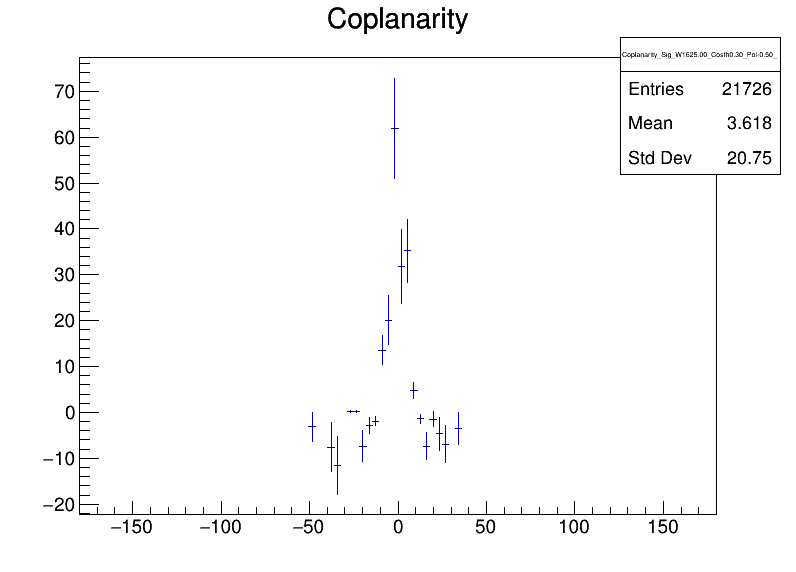 Coplanarity
Coplanarity_Sig_W1625.00_Costh0.30_Pol-0.50_
Entries 21726
Mean 3.618
Std Dev 20.75
70
60
50
40
30
20
10
0
−10
−20
−150 −100 −50 0 50 100 150